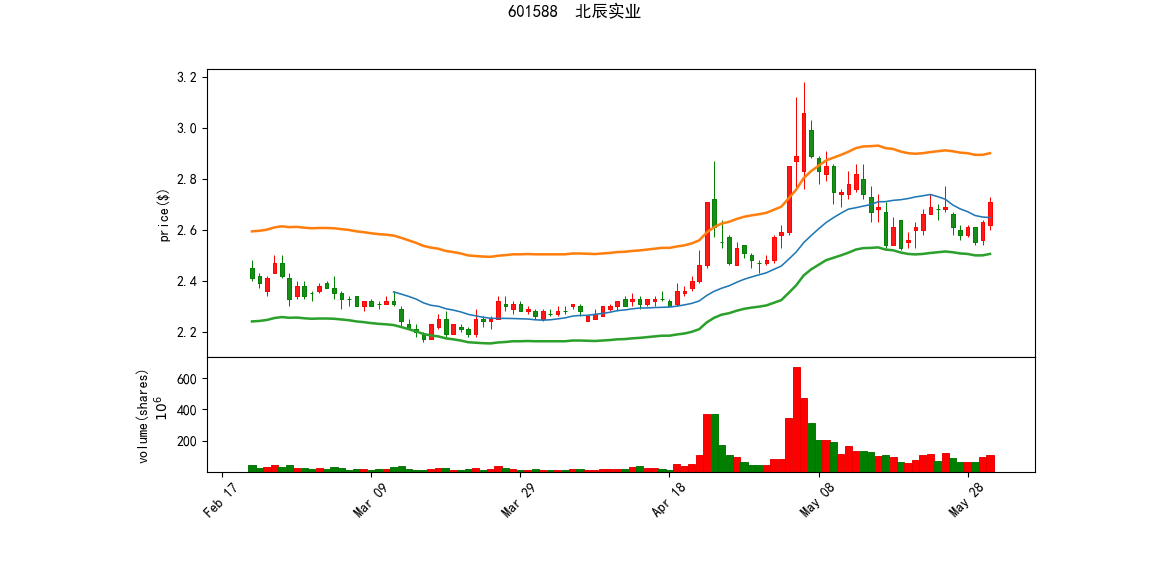 601588  北辰实业
3.2
3.0
2.8
2.6
2.4
2.2
price($)
600
400
200
volume(shares)
10^6
Feb 17
Mar 09
Mar 29
Apr 18
May 08
May 28